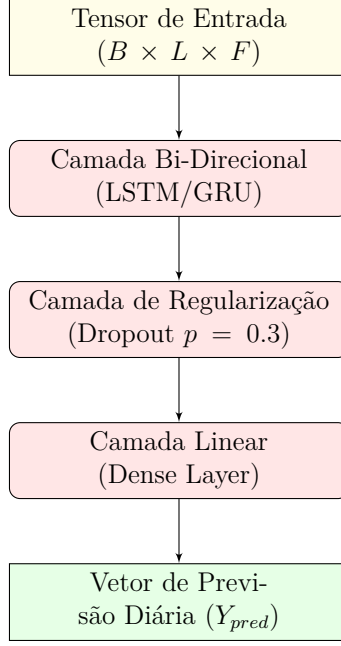 Tensor de Entrada
(B × L × F)
Camada Bi-Direcional
(LSTM/GRU)
Camada de Regularização
(Dropout p = 0.3)
Camada Linear
(Dense Layer)
Vetor de Previ-
são Diária (Y_pred)